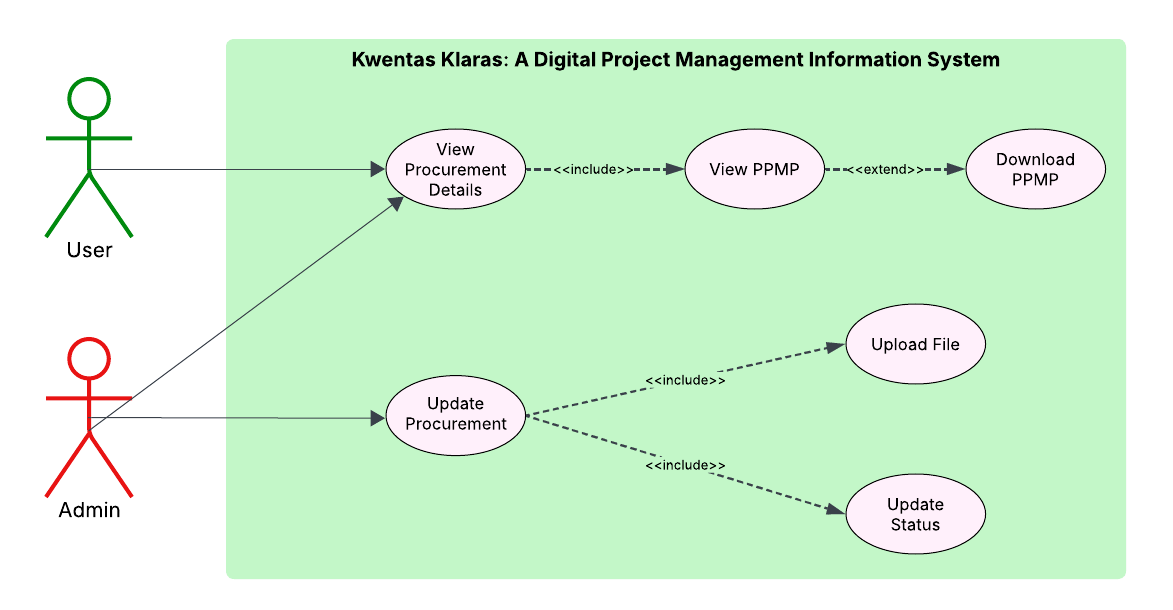 Kwentas Klaras: A Digital Project Management Information System
View
Procurement
Details
<<include>>
View PPMP
<<extend>>
Download
PPMP
User
Upload File
<<include>>
Update
Procurement
<<include>>
Update
Status
Admin